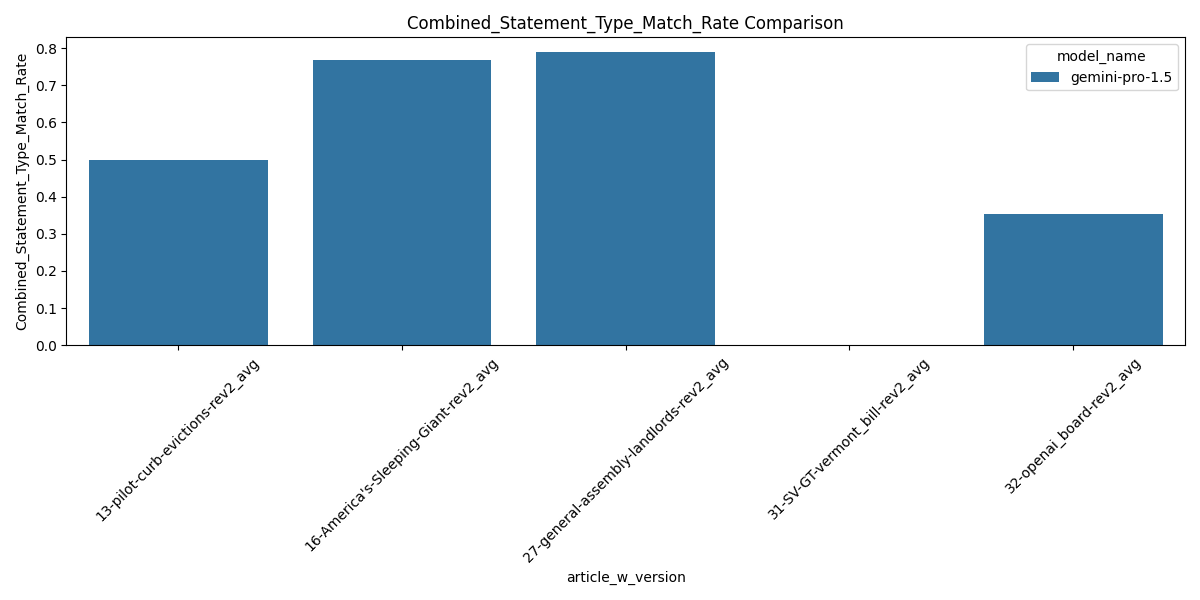 Combined_Statement_Type_Match_Rate Comparison
model_name
gemini-pro-1.5
Combined_Statement_Type_Match_Rate
0.8
0.7
0.6
0.5
0.4
0.3
0.2
0.1
0.0
13-pilot-curb-evictions-rev2_avg
16-America's-Sleeping-Giant-rev2_avg
27-general-assembly-landlords-rev2_avg
31-SV-GT-vermont_bill-rev2_avg
32-openai_board-rev2_avg
article_w_version